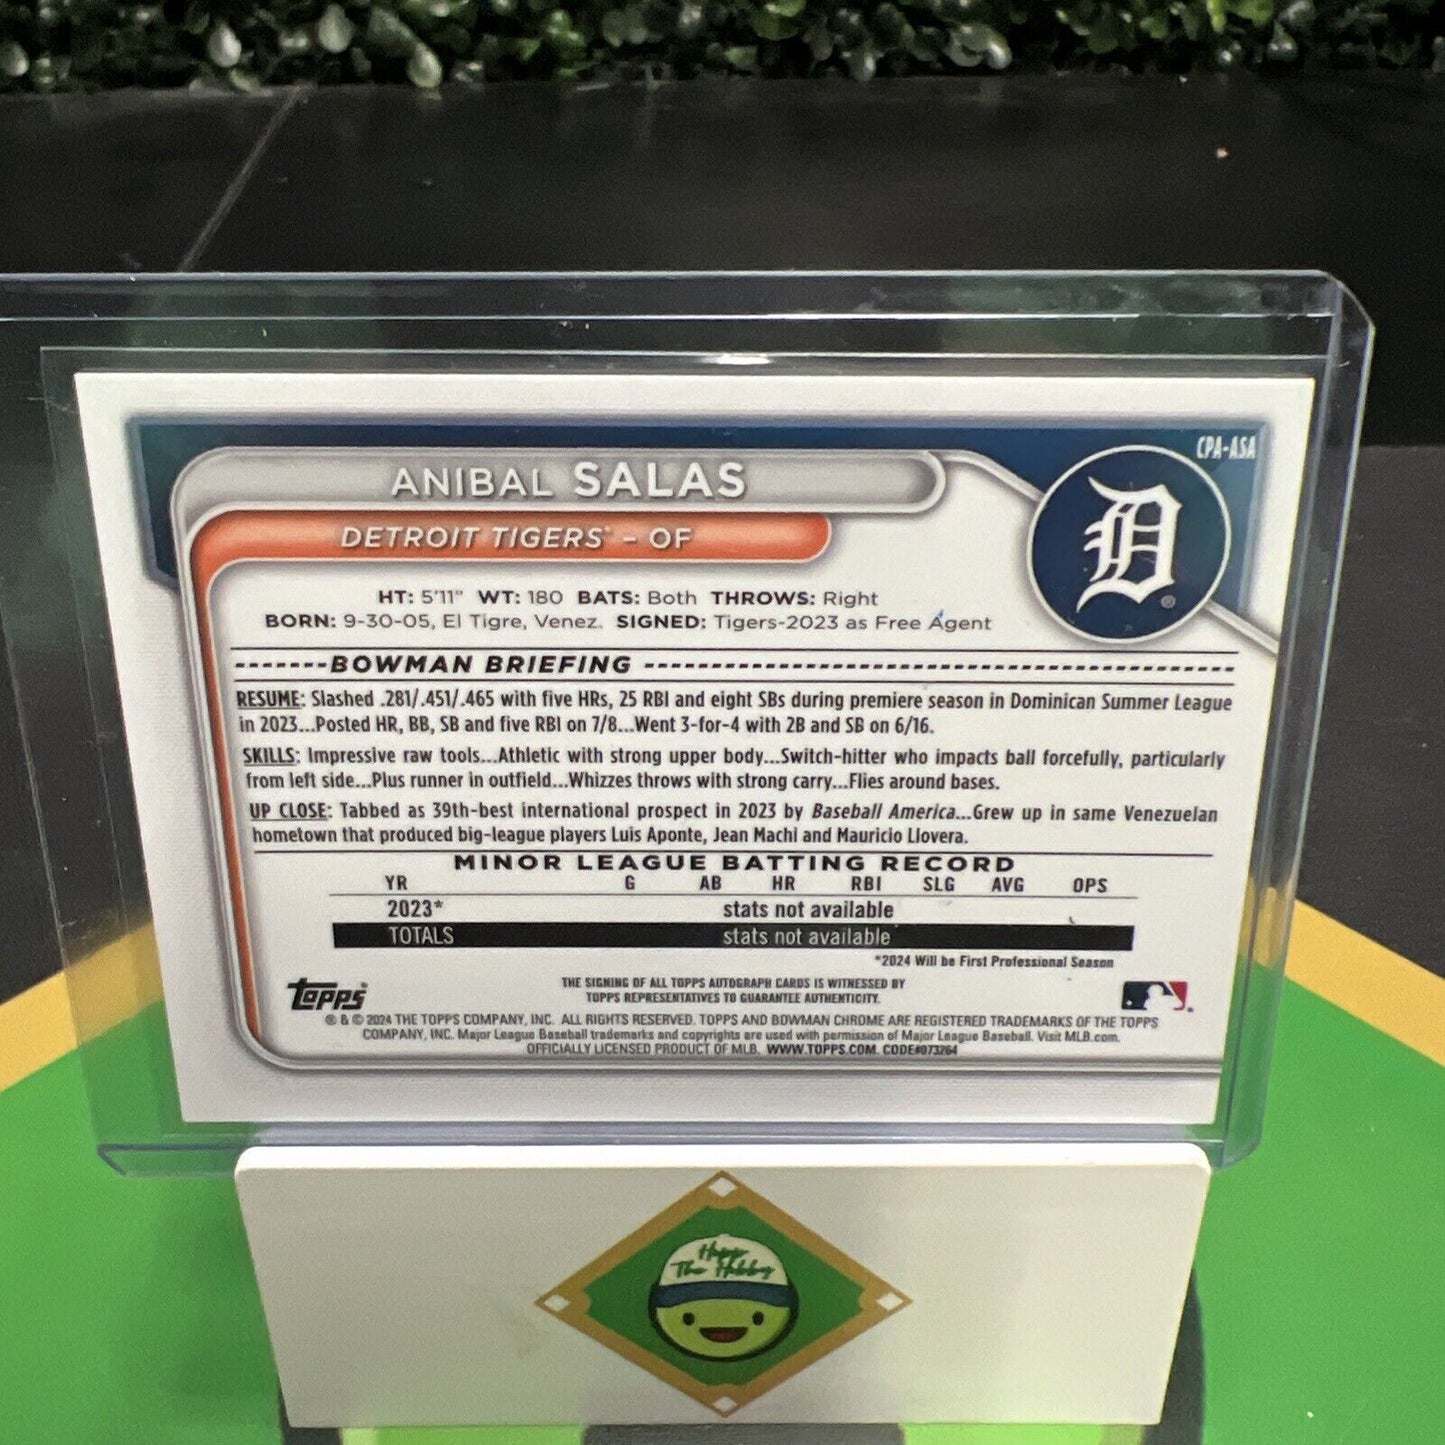 CPA-ASA
ANIBAL SALAS
DETROIT TIGERS® - OF
D
HT: 5'11" WT: 180 BATS: Both THROWS: Right
BORN: 9-30-05, El Tigre, Venez. SIGNED: Tigers-2023 as Free Agent
-------BOWMAN BRIEFING -------
RESUME: Slashed .281/.451/.465 with five HRs, 25 RBI and eight SBs during premiere season in Dominican Summer League
in 2023...Posted HR, BB, SB and five RBI on 7/8...Went 3-for-4 with 2B and SB on 6/16.
SKILLS: Impressive raw tools...Athletic with strong upper body...Switch-hitter who impacts ball forcefully, particularly
from left side...Plus runner in outfield...Whizzes throws with strong carry...Flies around bases.
UP CLOSE: Tabbed as 39th-best international prospect in 2023 by Baseball America...Grew up in same Venezuelan
hometown that produced big-league players Luis Aponte, Jean Machi and Mauricio Llovera.
MINOR LEAGUE BATTING RECORD
YR G AB HR RBI SLG AVG OPS
2023* stats not available
TOTALS stats not available
*2024 Will be First Professional Season
topps®
THE SIGNING OF ALL TOPPS AUTOGRAPH CARDS IS WITNESSED BY
TOPPS REPRESENTATIVES TO GUARANTEE AUTHENTICITY.
® & © 2024 THE TOPPS COMPANY, INC. ALL RIGHTS RESERVED. TOPPS AND BOWMAN CHROME ARE REGISTERED TRADEMARKS OF THE TOPPS
COMPANY, INC. Major League Baseball trademarks and copyrights are used with permission of Major League Baseball. Visit MLB.com.
OFFICIALLY LICENSED PRODUCT OF MLB. WWW.TOPPS.COM. CODE#073264
Happy
The Hobby